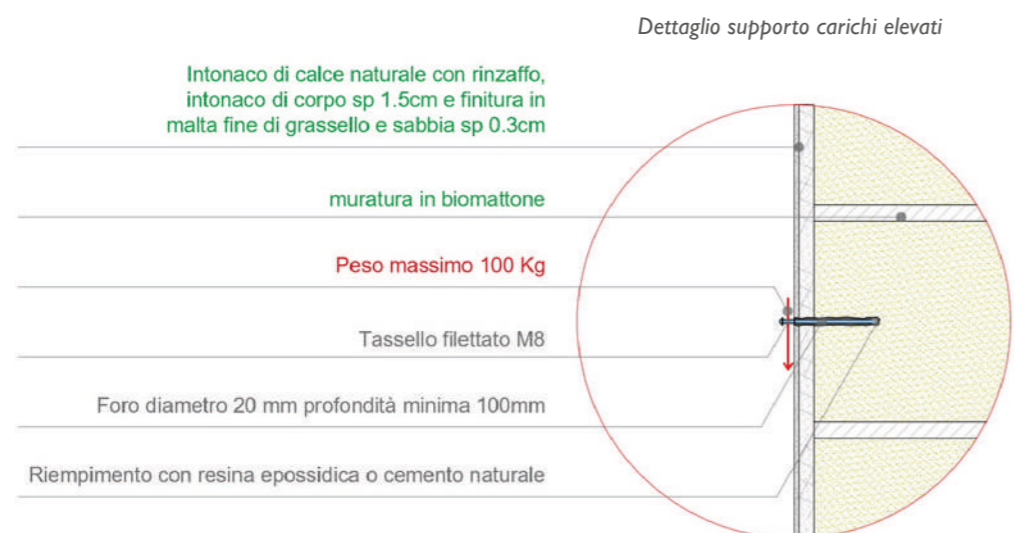 Dettaglio supporto carichi elevati
Intonaco di calce naturale con rinzaffo,
intonaco di corpo sp 1.5cm e finitura in
malta fine di grassello e sabbia sp 0.3cm
muratura in biomattone
Peso massimo 100 Kg
Tassello filettato M8
Foro diametro 20 mm profondità minima 100mm
Riempimento con resina epossidica o cemento naturale